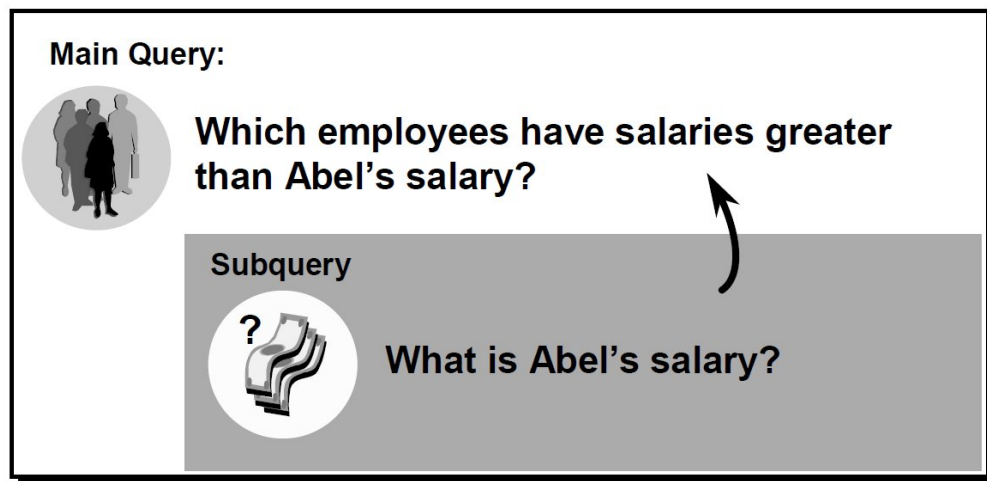 Main Query:
Which employees have salaries greater
than Abel’s salary?
Subquery
?
What is Abel’s salary?